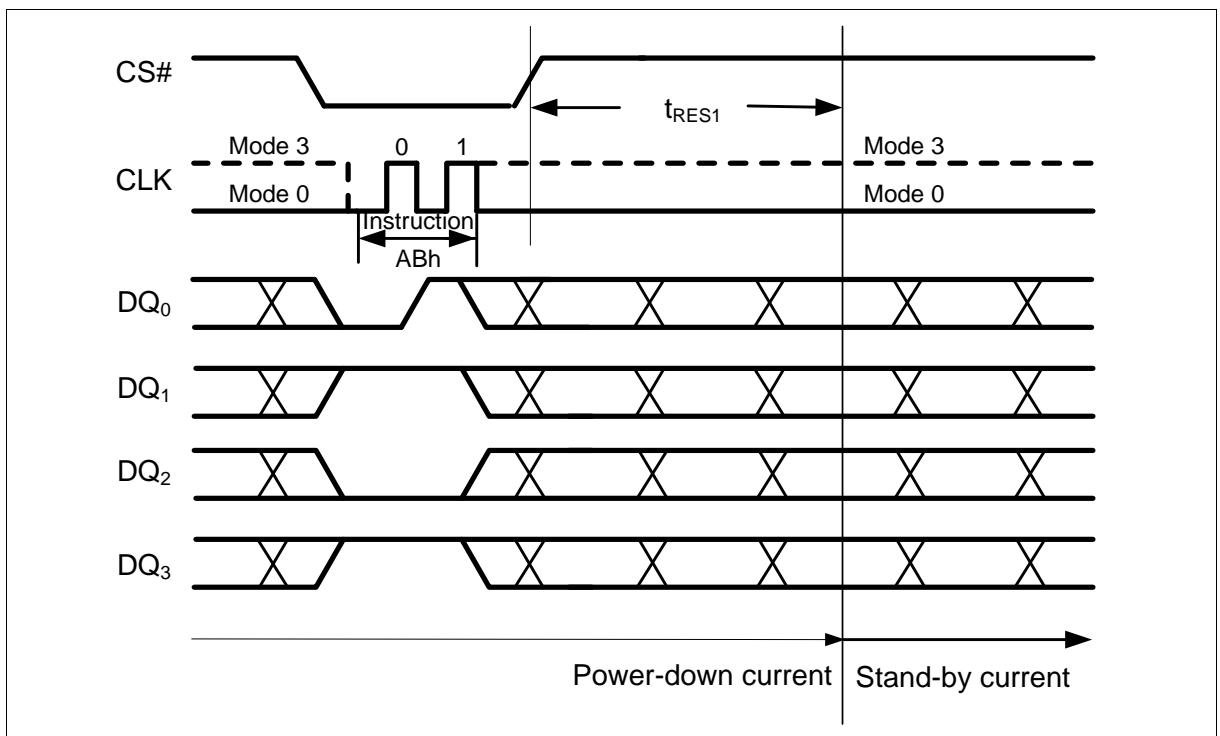 CS#
tRES1
Mode 3 0 1 Mode 3
CLK
Mode 0 Mode 0
Instruction
ABh
DQ0
DQ1
DQ2
DQ3
Power-down current Stand-by current